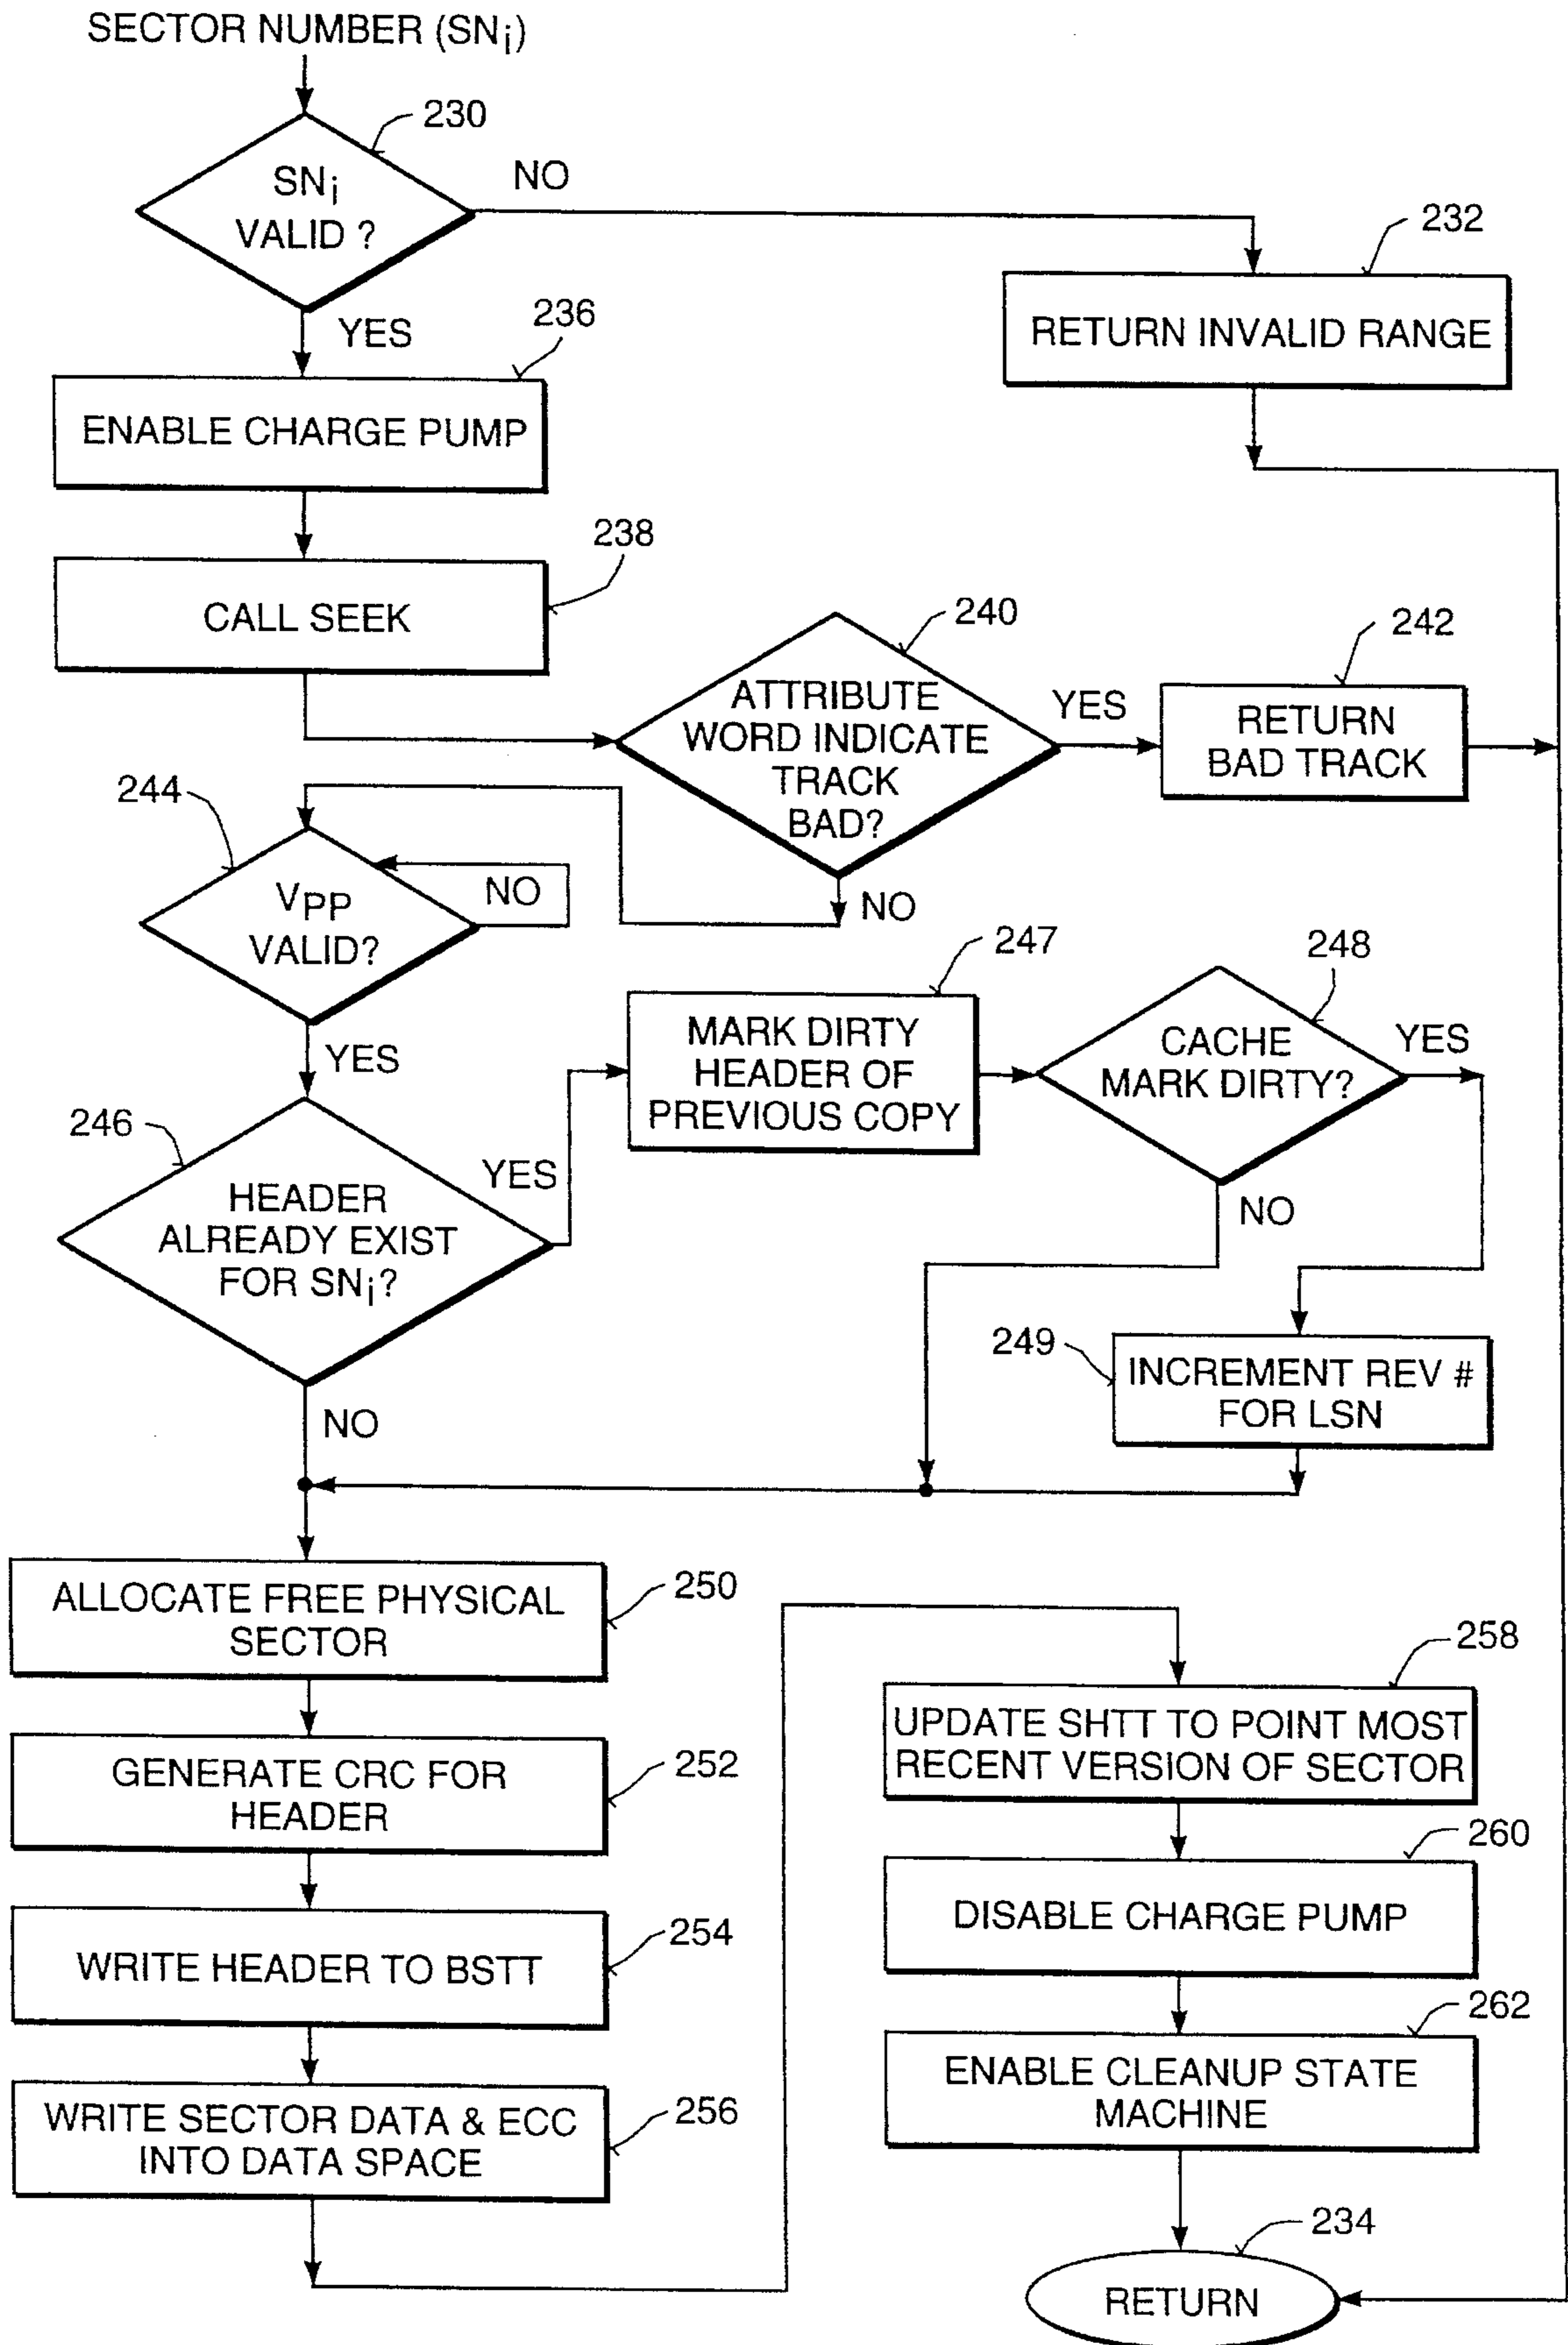 SECTOR NUMBER (SNi)
230
SNi
VALID ?
NO
232
RETURN INVALID RANGE
YES
236
ENABLE CHARGE PUMP
238
CALL SEEK
240
ATTRIBUTE
WORD INDICATE
TRACK
BAD?
YES
242
RETURN
BAD TRACK
NO
244
VPP
VALID?
NO
YES
246
HEADER
ALREADY EXIST
FOR SNi?
YES
247
MARK DIRTY
HEADER OF
PREVIOUS COPY
248
CACHE
MARK DIRTY?
YES
NO
249
INCREMENT REV #
FOR LSN
NO
250
ALLOCATE FREE PHYSICAL
SECTOR
252
GENERATE CRC FOR
HEADER
254
WRITE HEADER TO BSTT
256
WRITE SECTOR DATA & ECC
INTO DATA SPACE
258
UPDATE SHTT TO POINT MOST
RECENT VERSION OF SECTOR
260
DISABLE CHARGE PUMP
262
ENABLE CLEANUP STATE
MACHINE
234
RETURN